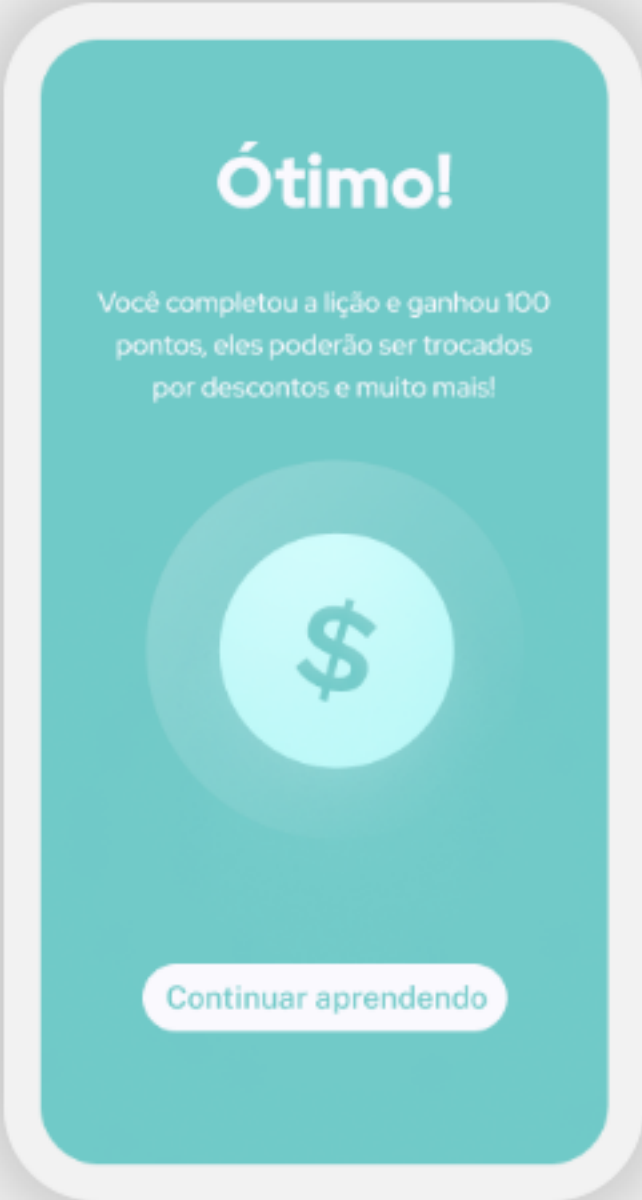 Ótimo!
Você completou a lição e ganhou 100
pontos, eles poderão ser trocados
por descontos e muito mais!
$
Continuar aprendendo